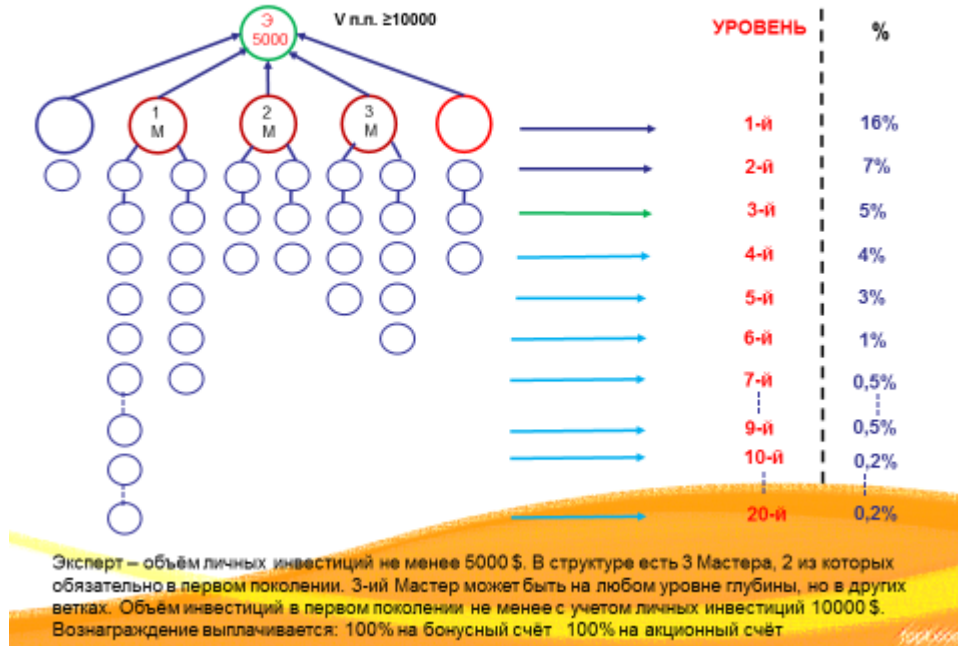 Э
5000
V п.п. ≥10000
УРОВЕНЬ
%
1
М
2
М
3
М
1-й 16%
2-й 7%
3-й 5%
4-й 4%
5-й 3%
6-й 1%
7-й 0,5%
9-й 0,5%
10-й 0,2%
20-й 0,2%
Эксперт – объём личных инвестиций не менее 5000 $. В структуре есть 3 Мастера, 2 из которых
обязательно в первом поколении. 3-ий Мастер может быть на любом уровне глубины, но в других
ветках. Объём инвестиций в первом поколении не менее с учетом личных инвестиций 10000 $.
Вознаграждение выплачивается: 100% на бонусный счёт 100% на акционный счёт